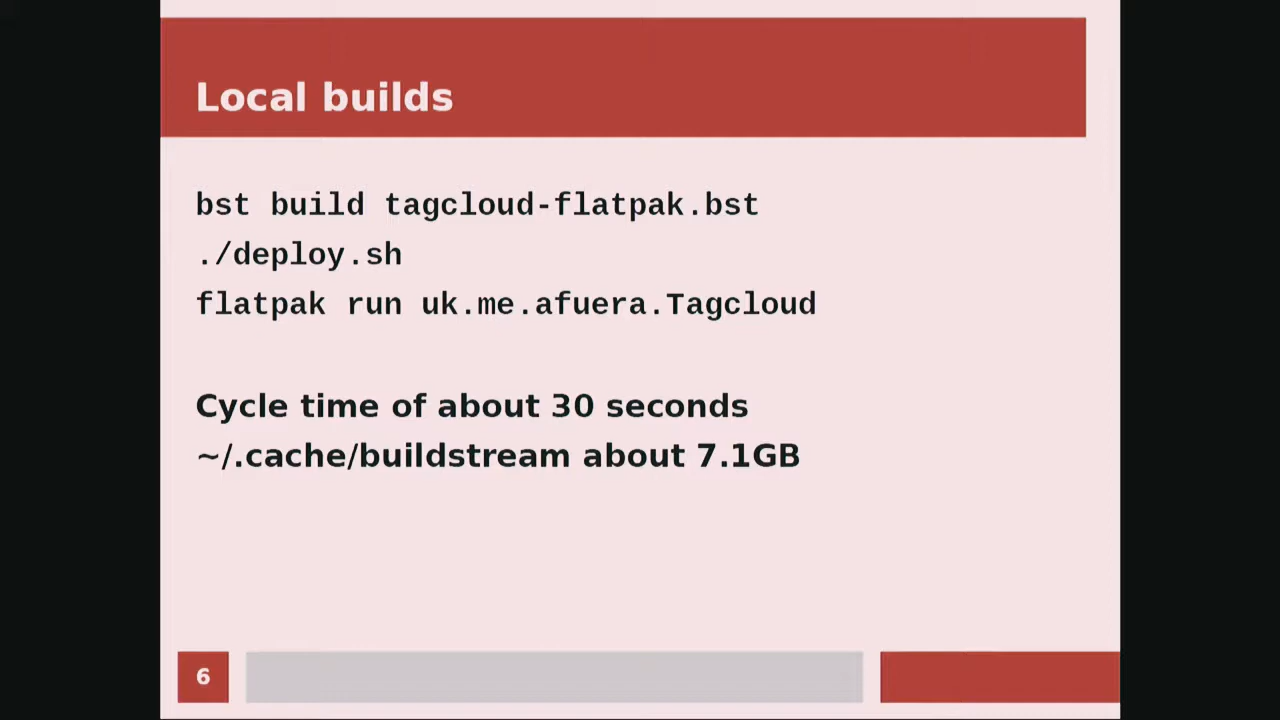 Local builds
bst build tagcloud-flatpak.bst
./deploy.sh
flatpak run uk.me.afuera.Tagcloud
Cycle time of about 30 seconds
~/.cache/buildstream about 7.1GB
6